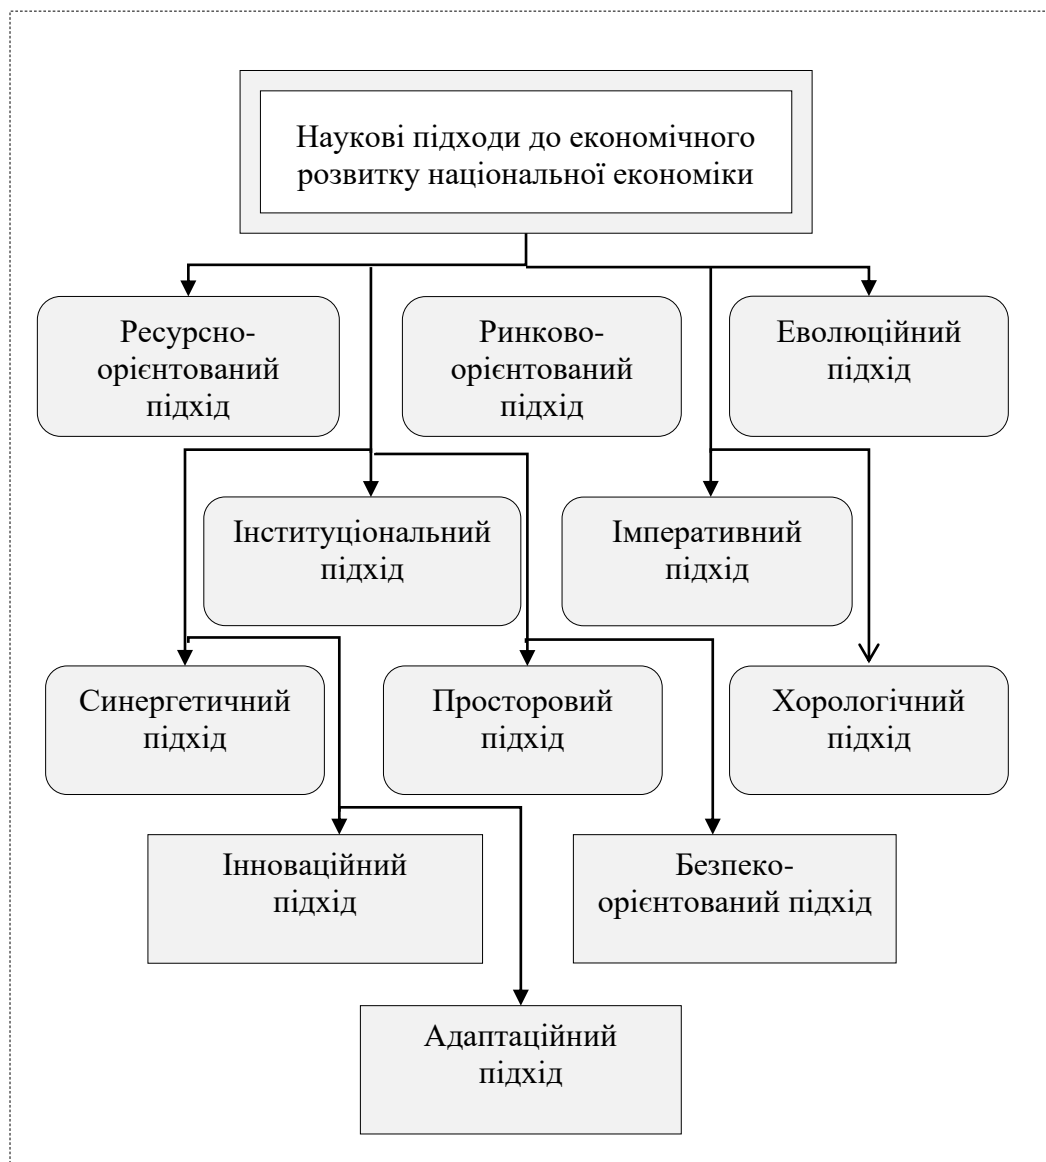 Наукові підходи до економічного
розвитку національної економіки
Ресурсно-
орієнтований
підхід
Ринково-
орієнтований
підхід
Еволюційний
підхід
Інституціональний
підхід
Імперативний
підхід
Синергетичний
підхід
Просторовий
підхід
Хорологічний
підхід
Інноваційний
підхід
Безпеко-
орієнтований підхід
Адаптаційний
підхід